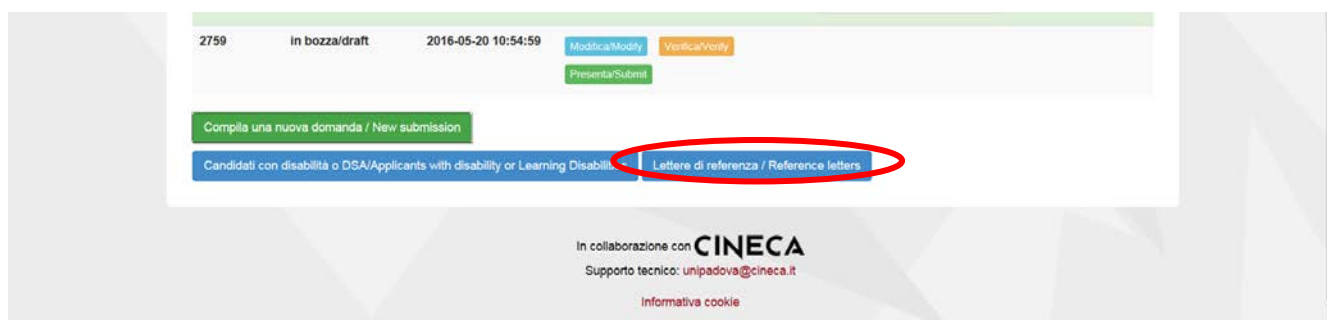 2759 in bozza/draft 2016-05-20 10:54:59 Modifica/Modify Verifica/Verify
Presenta/Submit
Compila una nuova domanda / New submission
Candidati con disabilità o DSA/Applicants with disability or Learning Lettere di referenza / Reference letters
In collaborazione con CINECA
Supporto tecnico: unipadova@cineca.it
Informativa cookie